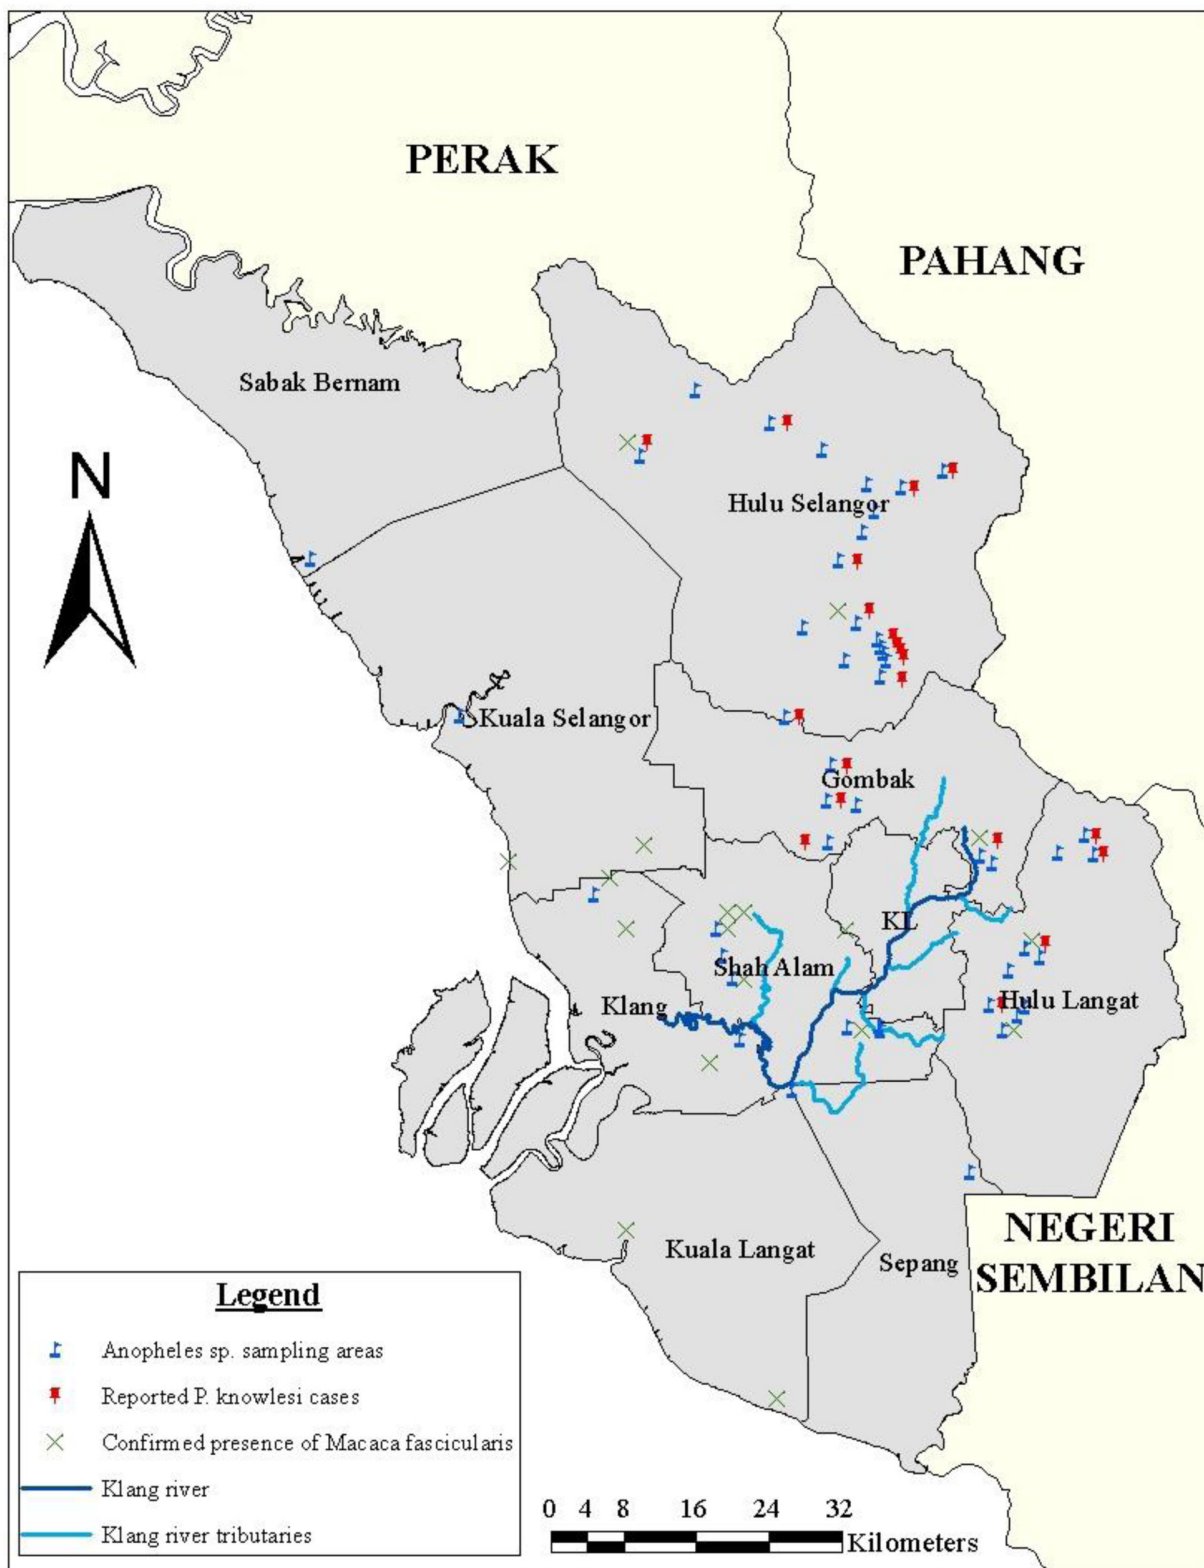 PERAK
PAHANG
Sabak Bernam
N
Hulu Selangor
Kuala Selangor
Gombak
KL
Shah Alam
Klang
Hulu Langat
Kuala Langat
Sepang
NEGERI
SEMBILAN
Legend
Anopheles sp. sampling areas
Reported P. knowlesi cases
Confirmed presence of Macaca fascicularis
Klang river
Klang river tributaries
0 4 8 16 24 32
Kilometers